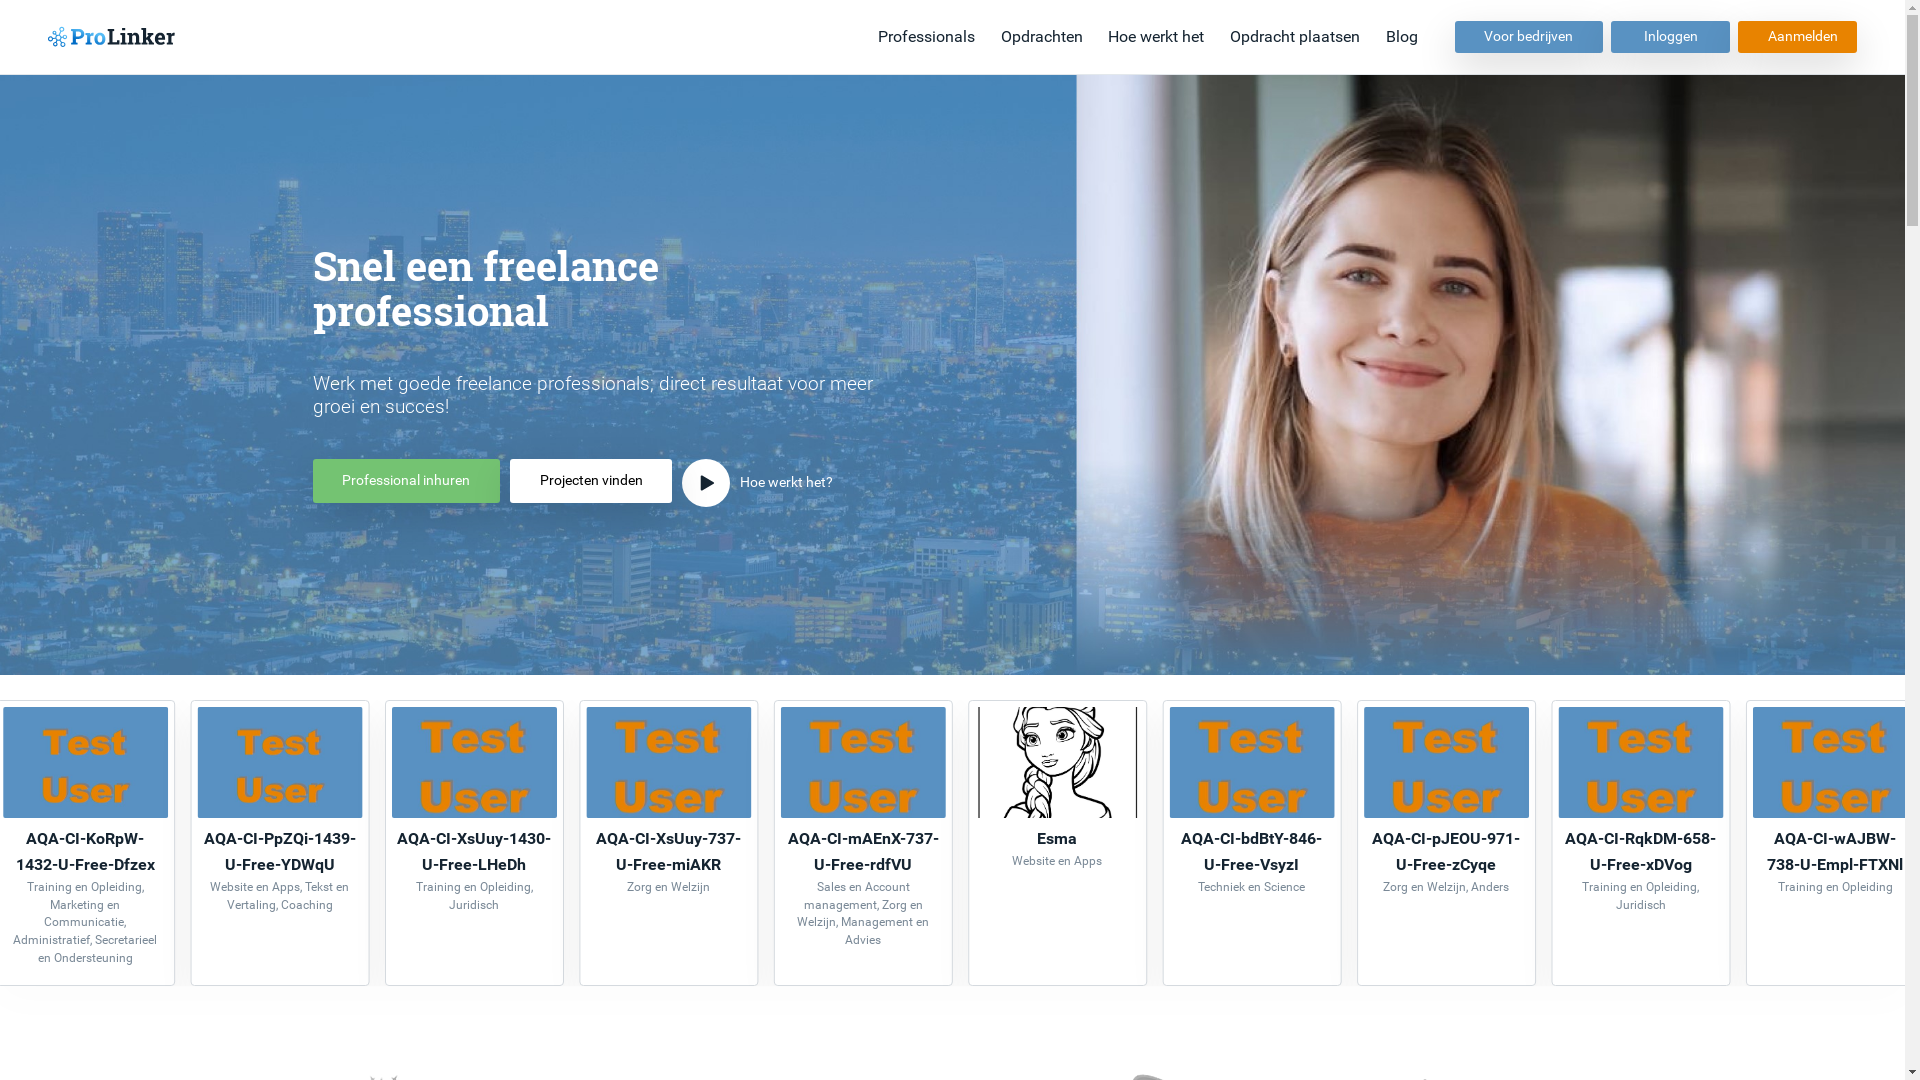 ProLinker
Professionals
Opdrachten
Hoe werkt het
Opdracht plaatsen
Blog
Voor bedrijven
Inloggen
Aanmelden
Snel een freelance
professional
Werk met goede freelance professionals; direct resultaat voor meer
groei en succes!
Professional inhuren
Projecten vinden
Hoe werkt het?
Test
User
AQA-CI-KoRpW-
1432-U-Free-Dfzex
Training en Opleiding,
Marketing en
Communicatie,
Administratief, Secretarieel
en Ondersteuning
Test
User
AQA-CI-PpZQi-1439-
U-Free-YDWqU
Website en Apps, Tekst en
Vertaling, Coaching
Test
User
AQA-CI-XsUuy-1430-
U-Free-LHeDh
Training en Opleiding,
Juridisch
Test
User
AQA-CI-XsUuy-737-
U-Free-miAKR
Zorg en Welzijn
Test
User
AQA-CI-mAEnX-737-
U-Free-rdfVU
Sales en Account
management, Zorg en
Welzijn, Management en
Advies
Esma
Website en Apps
Test
User
AQA-CI-bdBtY-846-
U-Free-VsyzI
Techniek en Science
Test
User
AQA-CI-pJEOU-971-
U-Free-zCyqe
Zorg en Welzijn, Anders
Test
User
AQA-CI-RqkDM-658-
U-Free-xDVog
Training en Opleiding,
Juridisch
Test
User
AQA-CI-wAJBW-
738-U-Empl-FTXNl
Training en Opleiding